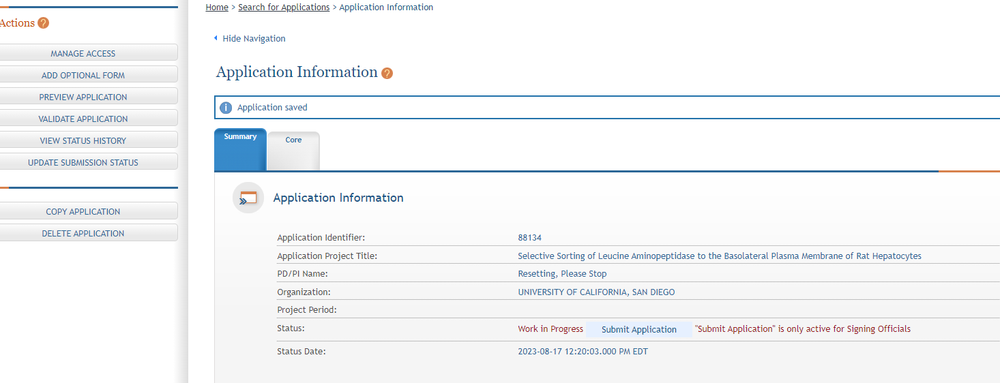 Home > Search for Applications > Application Information
Actions ?
Hide Navigation
MANAGE ACCESS
ADD OPTIONAL FORM
PREVIEW APPLICATION
VALIDATE APPLICATION
VIEW STATUS HISTORY
UPDATE SUBMISSION STATUS
COPY APPLICATION
DELETE APPLICATION
Application Information ?
i Application saved
Summary Core
Application Information
Application Identifier: 88134
Application Project Title: Selective Sorting of Leucine Aminopeptidase to the Basolateral Plasma Membrane of Rat Hepatocytes
PD/PI Name: Resetting, Please Stop
Organization: UNIVERSITY OF CALIFORNIA, SAN DIEGO
Project Period:
Status: Work in Progress Submit Application "Submit Application" is only active for Signing Officials
Status Date: 2023-08-17 12:20:03.000 PM EDT